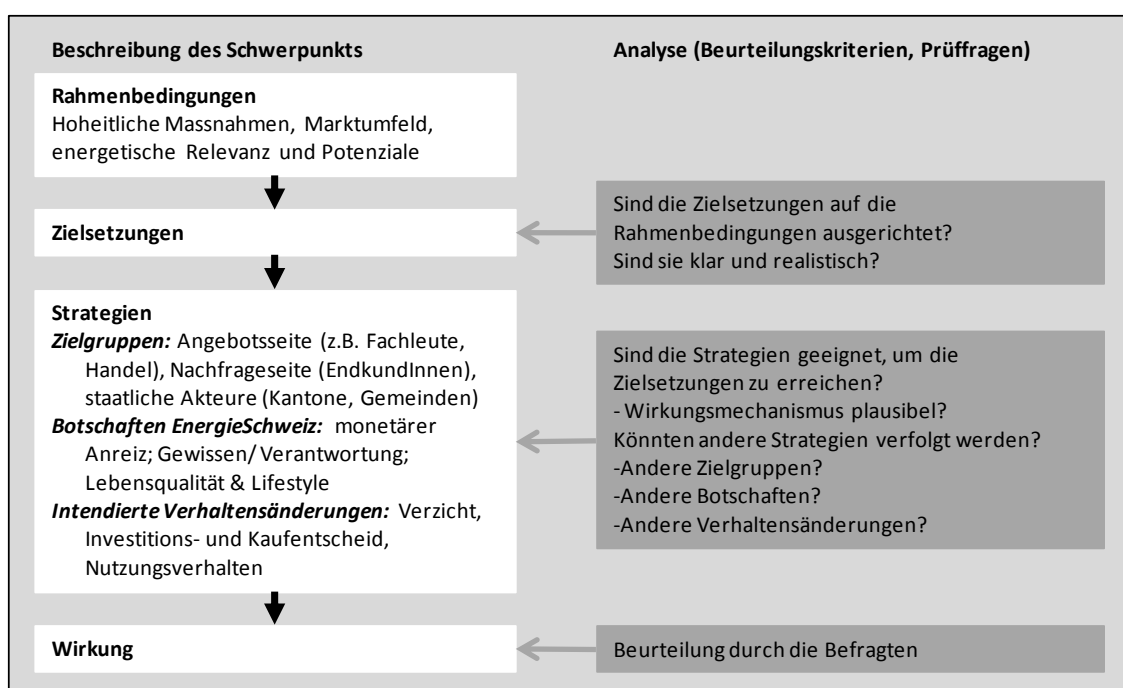 Beschreibung des Schwerpunkts
Analyse (Beurteilungskriterien, Prüffragen)
Rahmenbedingungen
Hoheitliche Massnahmen, Marktumfeld,
energetische Relevanz und Potenziale
Zielsetzungen
Sind die Zielsetzungen auf die
Rahmenbedingungen ausgerichtet?
Sind sie klar und realistisch?
Strategien
Zielgruppen: Angebotsseite (z.B. Fachleute,
Handel), Nachfrageseite (EndkundInnen),
staatliche Akteure (Kantone, Gemeinden)
Botschaften EnergieSchweiz: monetärer
Anreiz; Gewissen/ Verantwortung;
Lebensqualität & Lifestyle
Intendierte Verhaltensänderungen: Verzicht,
Investitions- und Kaufentscheid,
Nutzungsverhalten
Sind die Strategien geeignet, um die
Zielsetzungen zu erreichen?
- Wirkungsmechanismus plausibel?
Könnten andere Strategien verfolgt werden?
-Andere Zielgruppen?
-Andere Botschaften?
-Andere Verhaltensänderungen?
Wirkung
Beurteilung durch die Befragten